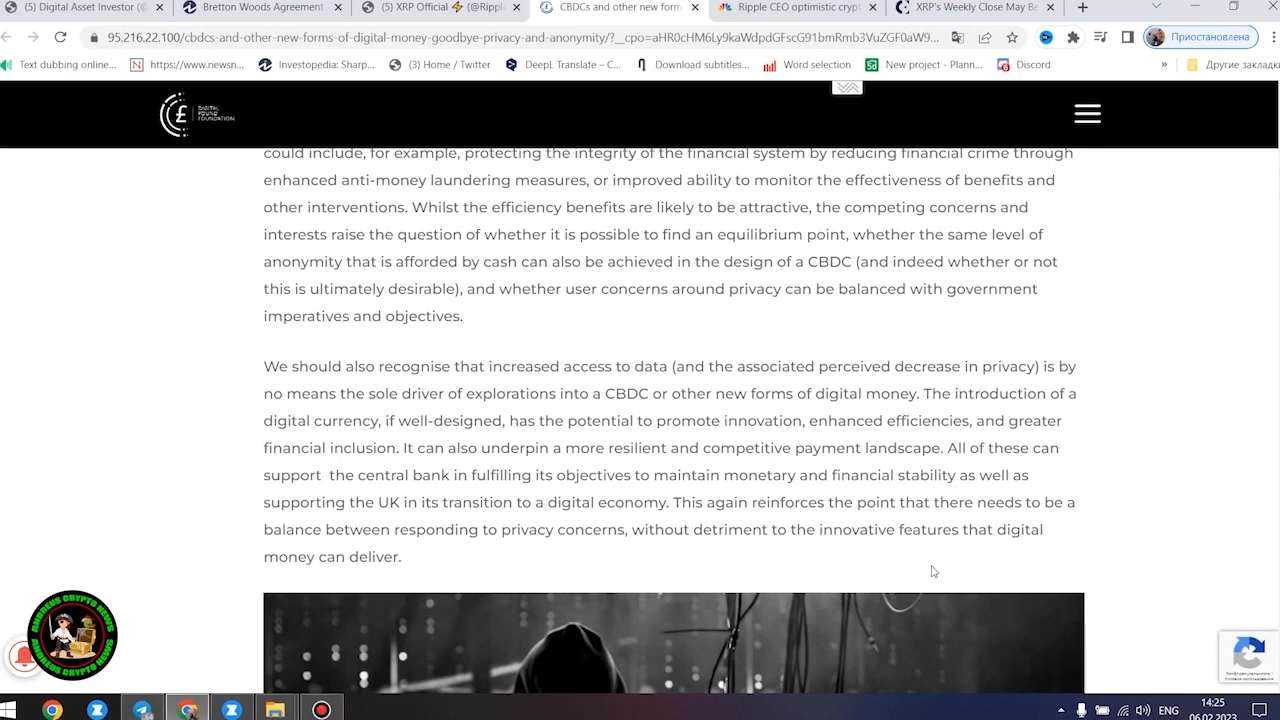 (5) Digital Asset Investor (@
Bretton Woods Agreement
(5) XRP Official ⚡ (@Rippl
CBDCs and other new form
Ripple CEO optimistic crypt
XRP's Weekly Close May Be
95.216.22.100/cbdcs-and-other-new-forms-of-digital-money-goodbye-privacy-and-anonymity/?__cpo=aHR0cHM6Ly9kaWdpdGFscG91bmRmb3VuZGF0aW9...
Приостановлена
Text dubbing online...
https://www.newsn...
Investopedia: Sharp...
(3) Home / Twitter
DeepL Translate – С...
Download subtitles...
Word selection
New project - Plann...
Discord
»
Другие закладки
DIGITAL
POUND
FOUNDATION
could include, for example, protecting the integrity of the financial system by reducing financial crime through
enhanced anti-money laundering measures, or improved ability to monitor the effectiveness of benefits and
other interventions. Whilst the efficiency benefits are likely to be attractive, the competing concerns and
interests raise the question of whether it is possible to find an equilibrium point, whether the same level of
anonymity that is afforded by cash can also be achieved in the design of a CBDC (and indeed whether or not
this is ultimately desirable), and whether user concerns around privacy can be balanced with government
imperatives and objectives.
We should also recognise that increased access to data (and the associated perceived decrease in privacy) is by
no means the sole driver of explorations into a CBDC or other new forms of digital money. The introduction of a
digital currency, if well-designed, has the potential to promote innovation, enhanced efficiencies, and greater
financial inclusion. It can also underpin a more resilient and competitive payment landscape. All of these can
support the central bank in fulfilling its objectives to maintain monetary and financial stability as well as
supporting the UK in its transition to a digital economy. This again reinforces the point that there needs to be a
balance between responding to privacy concerns, without detriment to the innovative features that digital
money can deliver.
ANDREUS CRYPTO NEWS
ANDREUS CRYPTO NEWS
Конфиденциальность -
Условия использования
ENG
14:25
06.02.2023